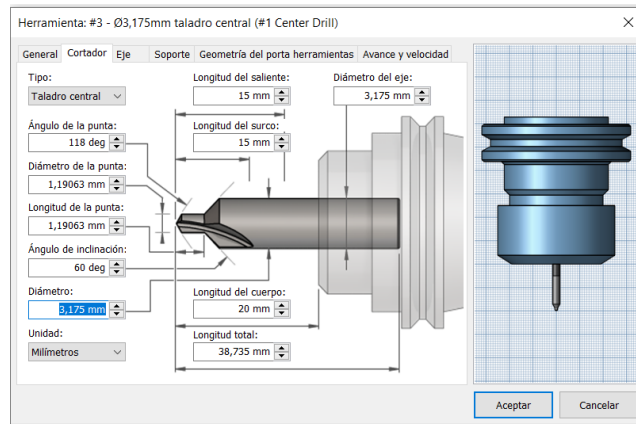 Herramienta: #3 - Ø3,175mm taladro central (#1 Center Drill)
General Cortador Eje Soporte Geometría del porta herramientas Avance y velocidad
Tipo:
Taladro central
Longitud del saliente:
15 mm
Diámetro del eje:
3,175 mm
Ángulo de la punta:
118 deg
Longitud del surco:
15 mm
Diámetro de la punta:
1,19063 mm
Longitud de la punta:
1,19063 mm
Ángulo de inclinación:
60 deg
Diámetro:
3,175 mm
Longitud del cuerpo:
20 mm
Unidad:
Milímetros
Longitud total:
38,735 mm
Aceptar Cancelar